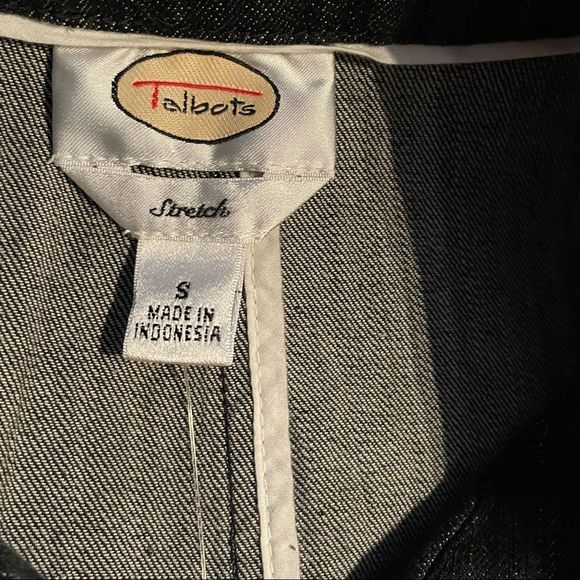 Talbots
Stretch
S
MADE IN
INDONESIA